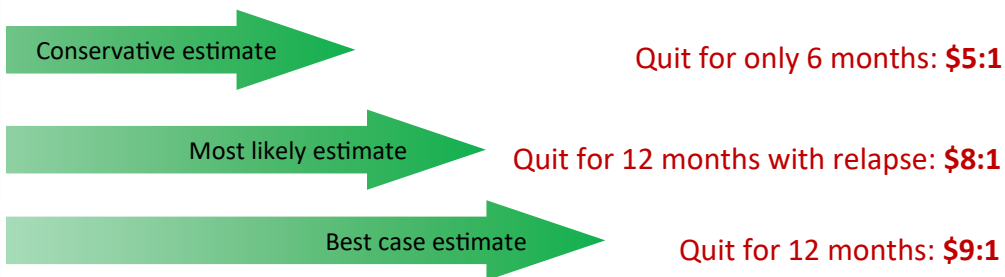 Conservative estimate
Quit for only 6 months: $5:1
Most likely estimate
Quit for 12 months with relapse: $8:1
Best case estimate
Quit for 12 months: $9:1